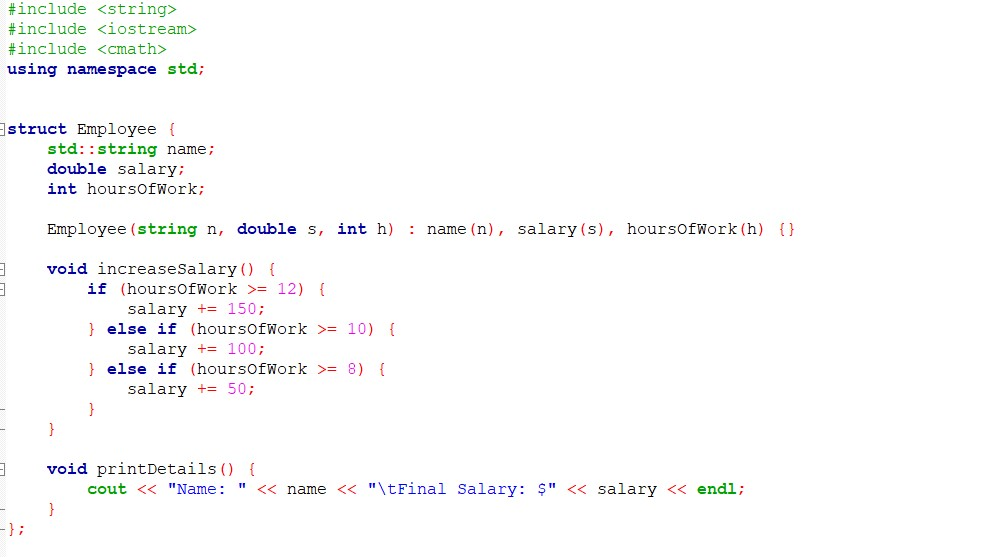 #include <string>
#include <iostream>
#include <cmath>
using namespace std;
struct Employee {
    std::string name;
    double salary;
    int hoursOfWork;
    Employee(string n, double s, int h) : name(n), salary(s), hoursOfWork(h) {}
    void increaseSalary() {
        if (hoursOfWork >= 12) {
            salary += 150;
        } else if (hoursOfWork >= 10) {
            salary += 100;
        } else if (hoursOfWork >= 8) {
            salary += 50;
        }
    }
    void printDetails() {
        cout << "Name: " << name << "\tFinal Salary: $" << salary << endl;
    }
};